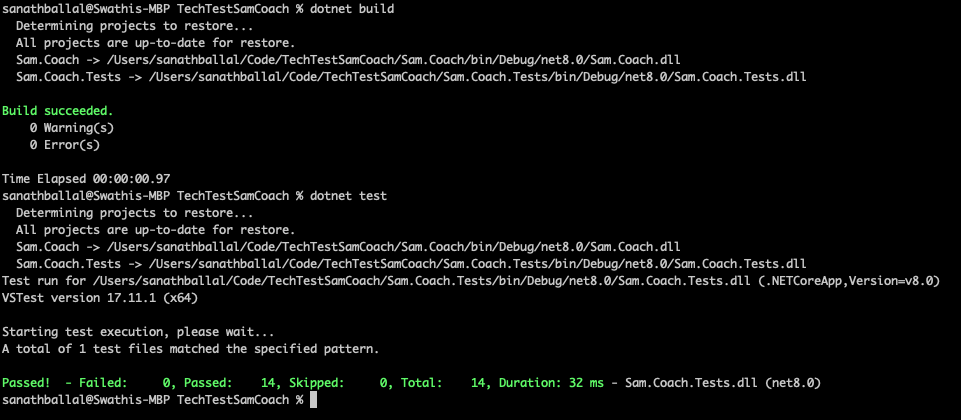 sanathballal@Swathis-MBP TechTestSamCoach % dotnet build
  Determining projects to restore...
  All projects are up-to-date for restore.
  Sam.Coach -> /Users/sanathballal/Code/TechTestSamCoach/Sam.Coach/bin/Debug/net8.0/Sam.Coach.dll
  Sam.Coach.Tests -> /Users/sanathballal/Code/TechTestSamCoach/Sam.Coach.Tests/bin/Debug/net8.0/Sam.Coach.Tests.dll

Build succeeded.
    0 Warning(s)
    0 Error(s)

Time Elapsed 00:00:00.97
sanathballal@Swathis-MBP TechTestSamCoach % dotnet test
  Determining projects to restore...
  All projects are up-to-date for restore.
  Sam.Coach -> /Users/sanathballal/Code/TechTestSamCoach/Sam.Coach/bin/Debug/net8.0/Sam.Coach.dll
  Sam.Coach.Tests -> /Users/sanathballal/Code/TechTestSamCoach/Sam.Coach.Tests/bin/Debug/net8.0/Sam.Coach.Tests.dll
Test run for /Users/sanathballal/Code/TechTestSamCoach/Sam.Coach.Tests/bin/Debug/net8.0/Sam.Coach.Tests.dll (.NETCoreApp,Version=v8.0)
VSTest version 17.11.1 (x64)

Starting test execution, please wait...
A total of 1 test files matched the specified pattern.

Passed!  - Failed:     0, Passed:    14, Skipped:     0, Total:    14, Duration: 32 ms - Sam.Coach.Tests.dll (net8.0)
sanathballal@Swathis-MBP TechTestSamCoach %